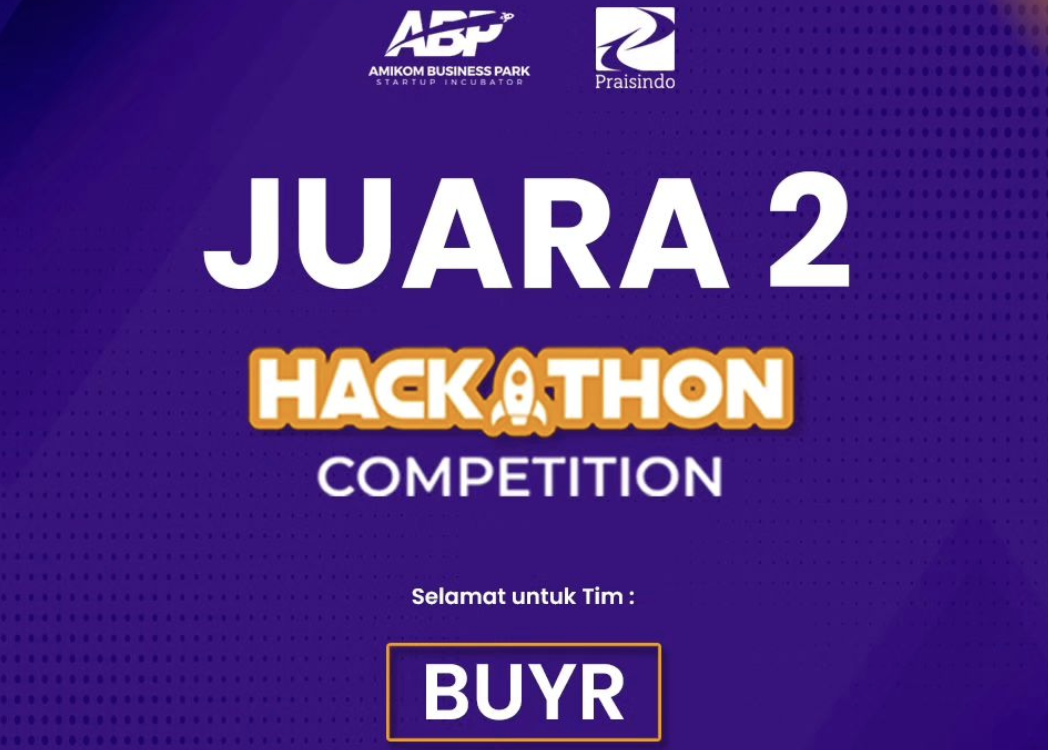 ABP
AMIKOM BUSINESS PARK
STARTUP INCUBATOR
Praisindo
JUARA 2
HACKATHON
COMPETITION
Selamat untuk Tim :
BUYR